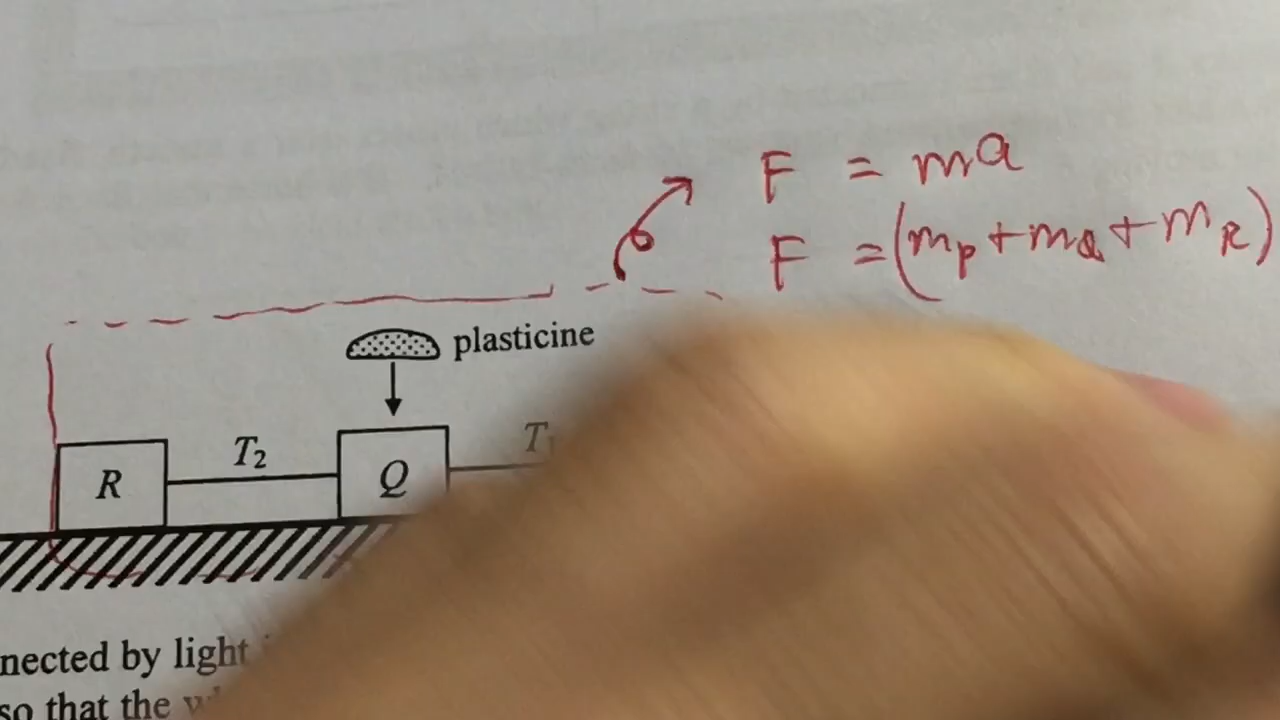 F = ma
F = (mP + mQ + mR)
plasticine
R T2 Q T
nected by light
so that the